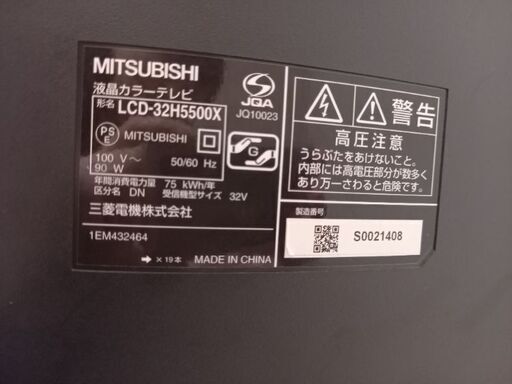 MITSUBISHI
液晶カラーテレビ
形名 LCD-32H5500X
PS
E
MITSUBISHI
100 V～
90 W
50/60 Hz
年間消費電力量 75 kWh/年
区分名 DN 受信機型サイズ 32V
三菱電機株式会社
1EM432464
JQA
JQ10023
G
➔ × 19本
MADE IN CHINA
警告
高圧注意
うらぶたをあけないこと。
内部には高電圧部分が数多く
あり万一さわると危険です。
製造番号
S0021408